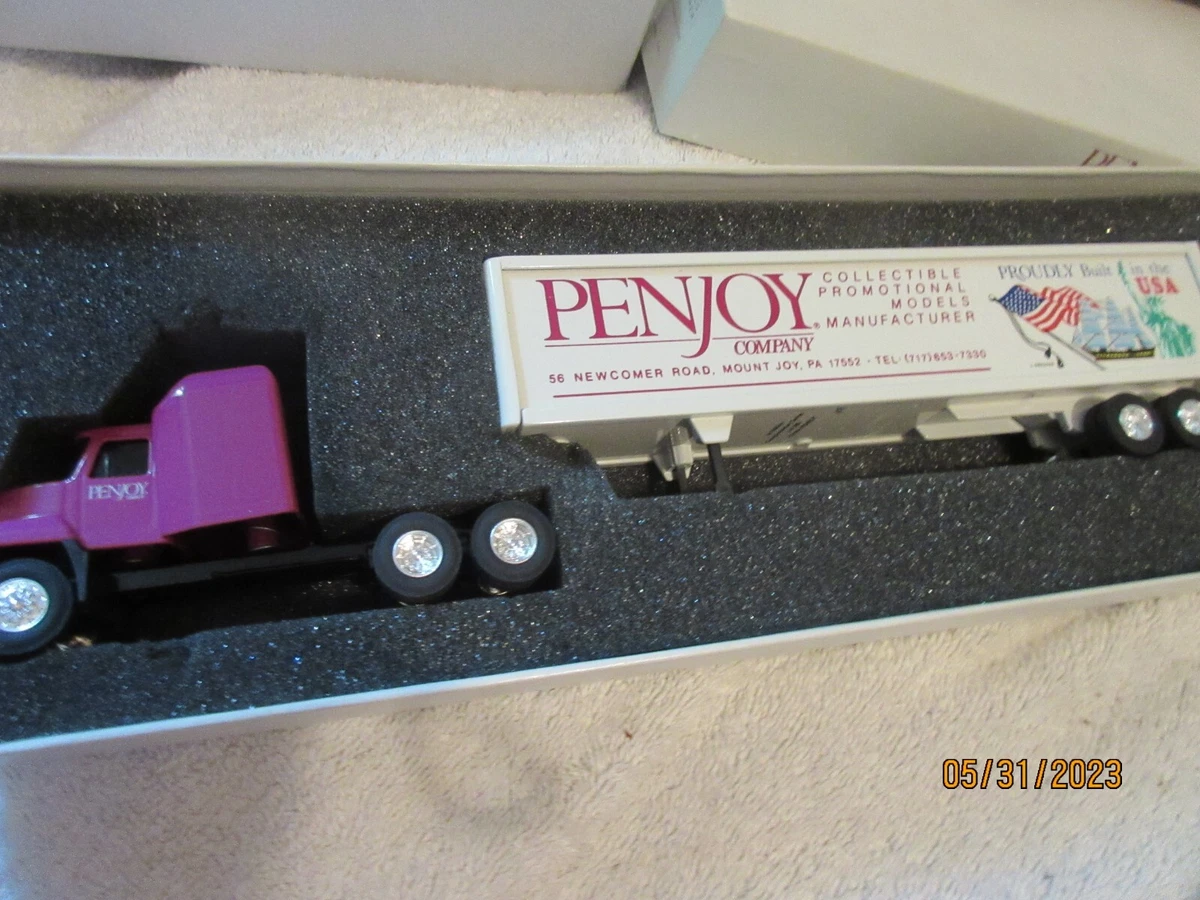 PENJOY
COMPANY
COLLECTIBLE
PROMOTIONAL
MODELS
MANUFACTURER
56 NEWCOMER ROAD, MOUNT JOY, PA 17552 - TEL (717) 653-7330
PROUDLY Built in the
USA
PENJOY
05/31/2023